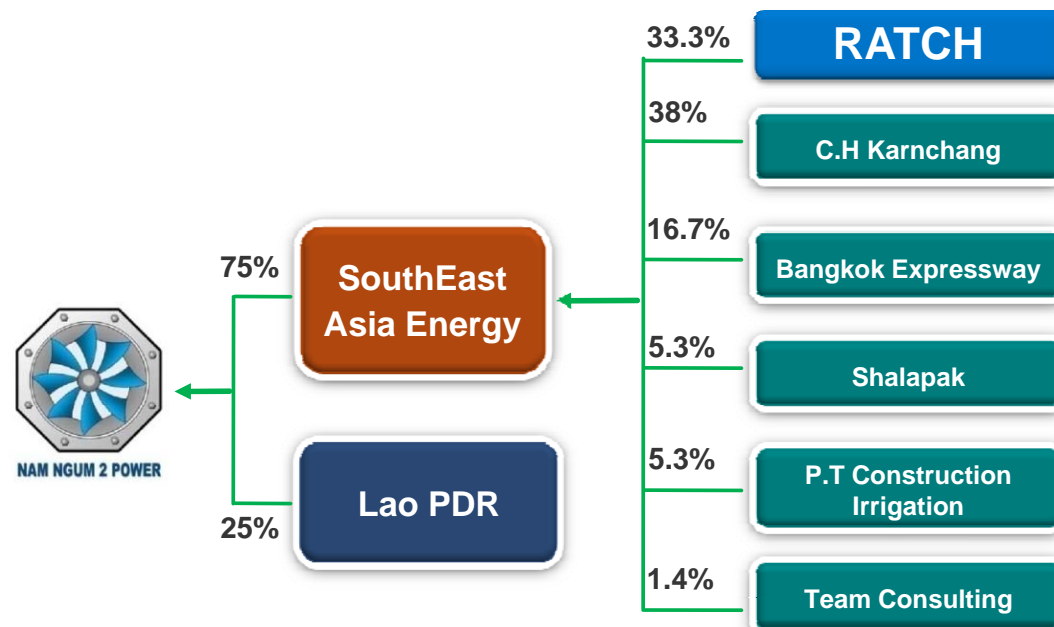 33.3%
RATCH
38%
C.H Karnchang
16.7%
Bangkok Expressway
75%
SouthEast
Asia Energy
5.3%
Shalapak
NAM NGUM 2 POWER
5.3%
P.T Construction
Irrigation
Lao PDR
25%
1.4%
Team Consulting